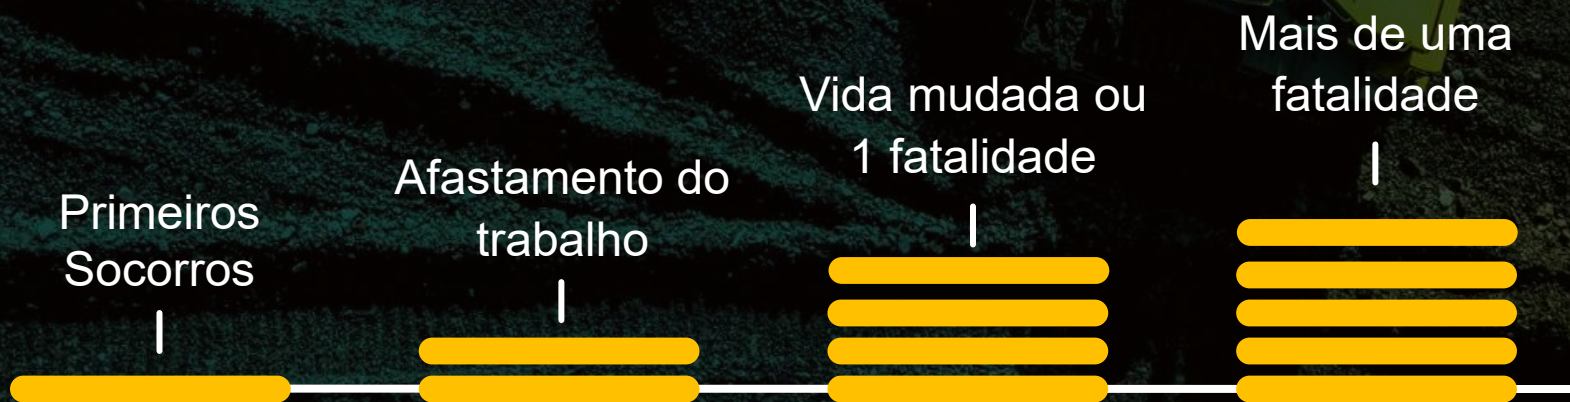 Primeiros
Socorros
Afastamento do
trabalho
Vida mudada ou
1 fatalidade
Mais de uma
fatalidade